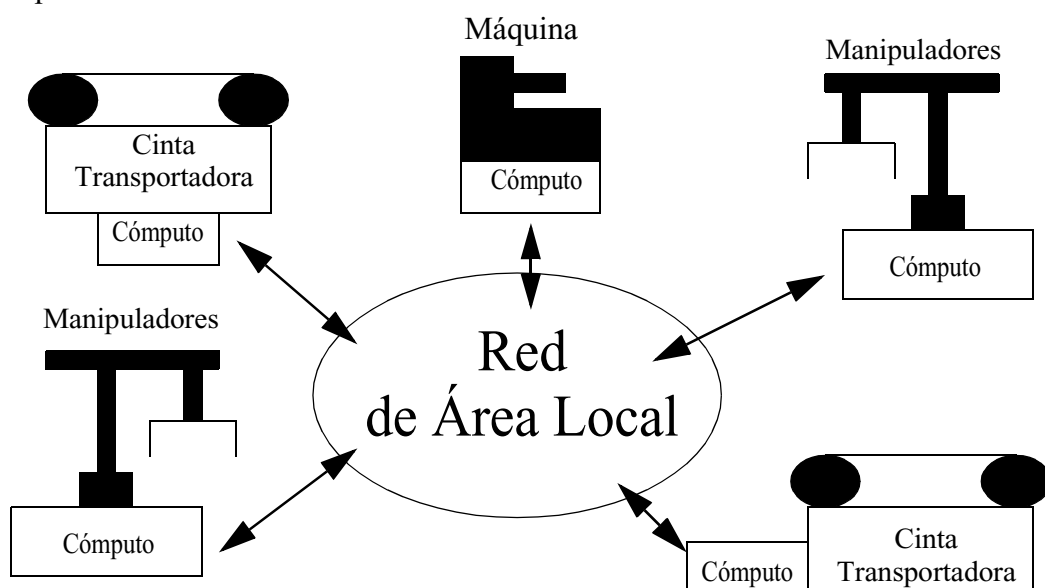 Máquina
Manipuladores
Cinta
Transportadora
Cómputo
Cómputo
Cómputo
Manipuladores
Red
de Área Local
Cómputo
Cinta
Transportadora
Cómputo